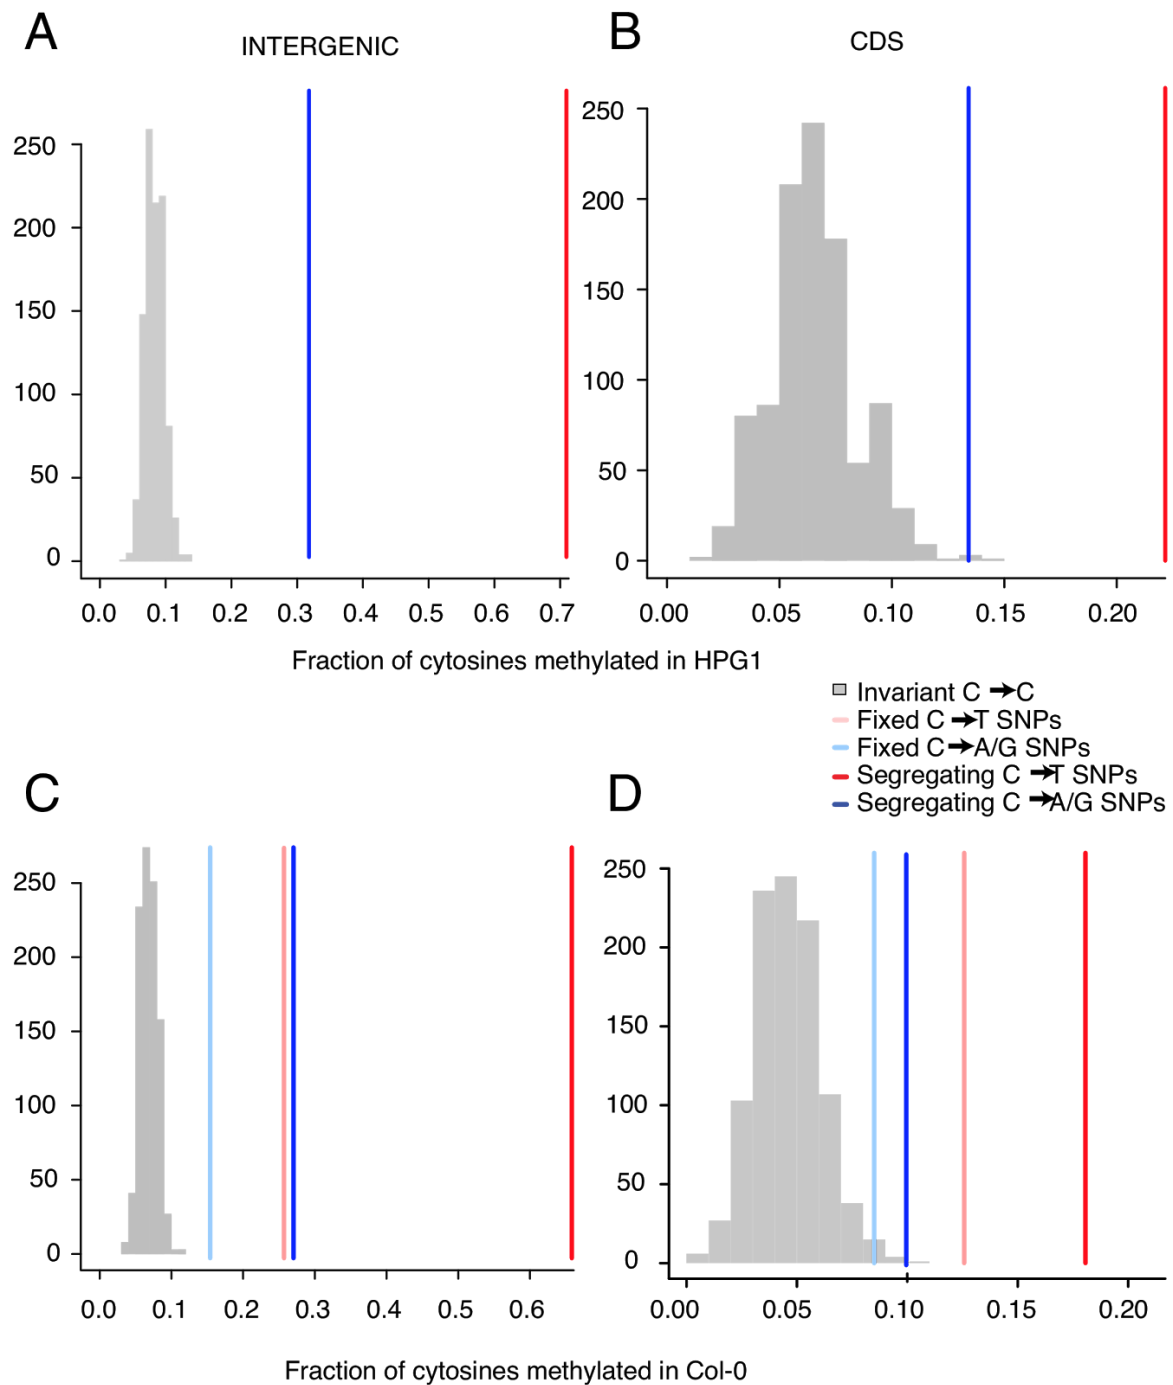 A
INTERGENIC
250
200
150
100
50
0
0.0 0.1 0.2 0.3 0.4 0.5 0.6 0.7
B
CDS
250
200
150
100
50
0
0.00 0.05 0.10 0.15 0.20
Fraction of cytosines methylated in HPG1
Invariant C →C
Fixed C →T SNPs
Fixed C→A/G SNPs
Segregating C →T SNPs
Segregating C →A/G SNPs
C
250
200
150
100
50
0
0.0 0.1 0.2 0.3 0.4 0.5 0.6
D
250
200
150
100
50
0
0.00 0.05 0.10 0.15 0.20
Fraction of cytosines methylated in Col-0